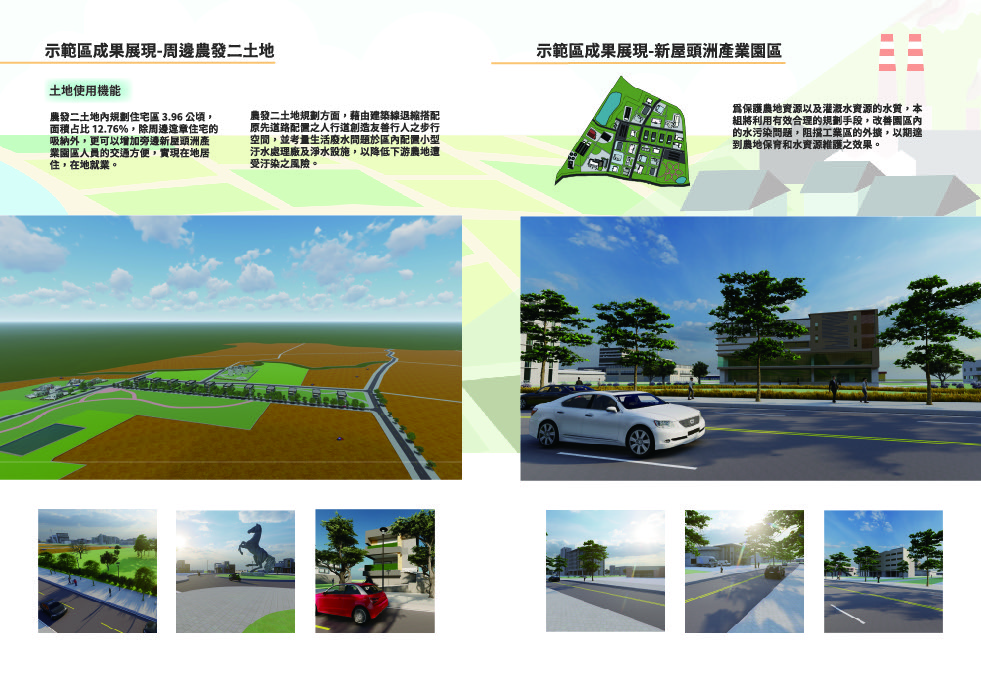 示範區成果展現-周邊農發二土地
土地使用機能
農發二土地內規劃住宅區 3.96 公頃，
面積占比 12.76%，除周邊違章住宅的
吸納外，更可以增加旁邊新屋頭洲產
業園區人員的交通方便，實現在地居
住，在地就業。
農發二土地規劃方面，藉由建築線退縮搭配
原先道路配置之人行道創造友善行人之步行
空間，並考量生活廢水問題於區內配置小型
汙水處理廠及淨水設施，以降低下游農地遭
受汙染之風險。
示範區成果展現-新屋頭洲產業園區
為保護農地資源以及灌溉水資源的水質，本
組將利用有效合理的規劃手段，改善園區內
的水污染問題，阻擋工業區的外擴，以期達
到農地保育和水資源維護之效果。